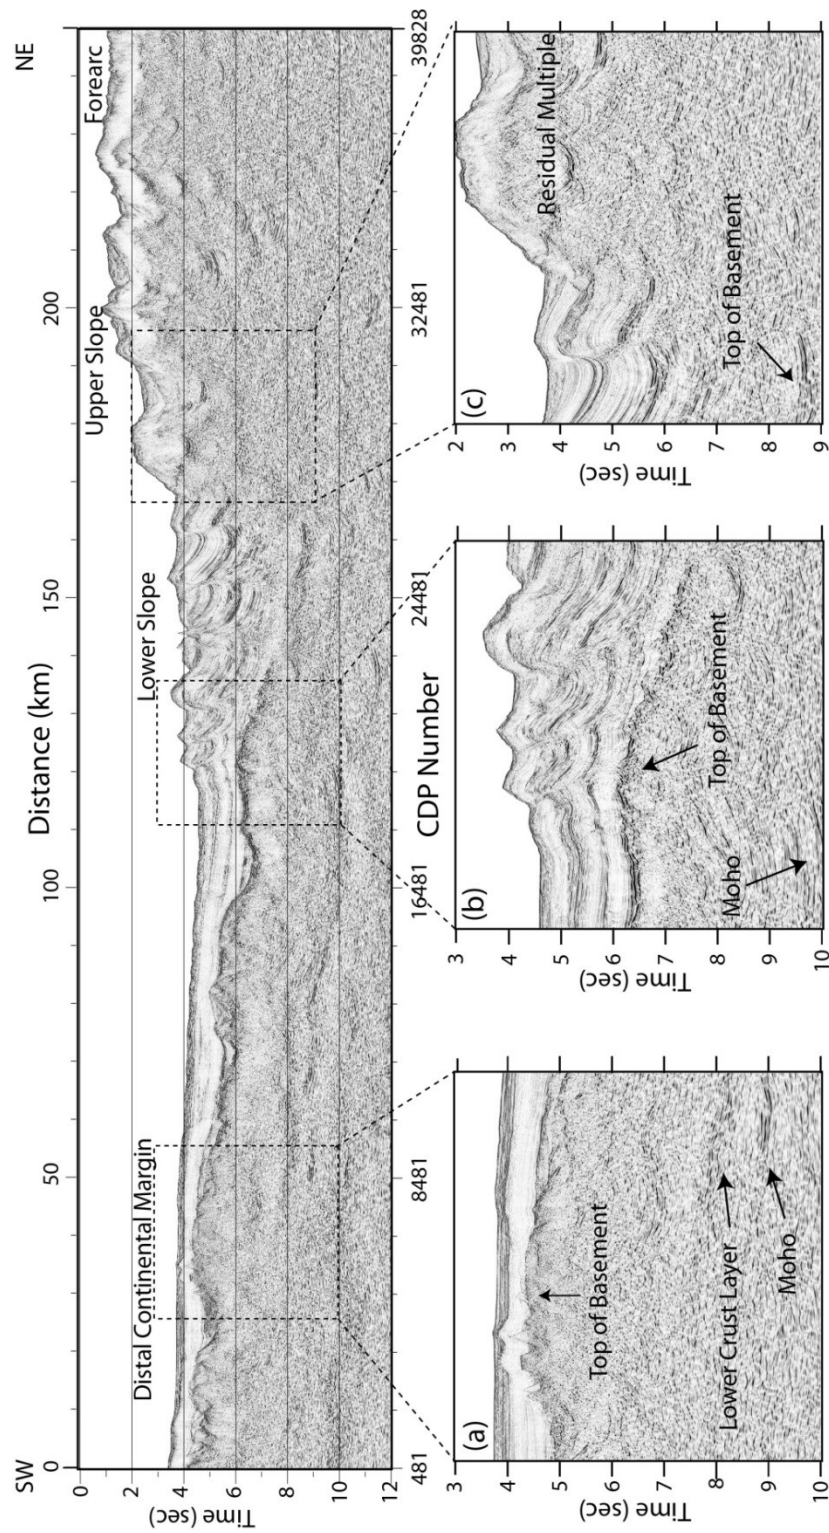 SW
Distance (km)
NE
0
50
100
150
200
Distal Continental Margin
Lower Slope
Upper Slope
Forearc
Time (sec)
0
2
4
6
8
10
12
481
8481
16481
24481
32481
39828
CDP Number
(a)
Time (sec)
3
4
5
6
7
8
9
10
Top of Basement
Lower Crust Layer
Moho
(b)
Time (sec)
3
4
5
6
7
8
9
10
Moho
Top of Basement
(c)
Time (sec)
2
3
4
5
6
7
8
9
Residual Multiple
Top of Basement